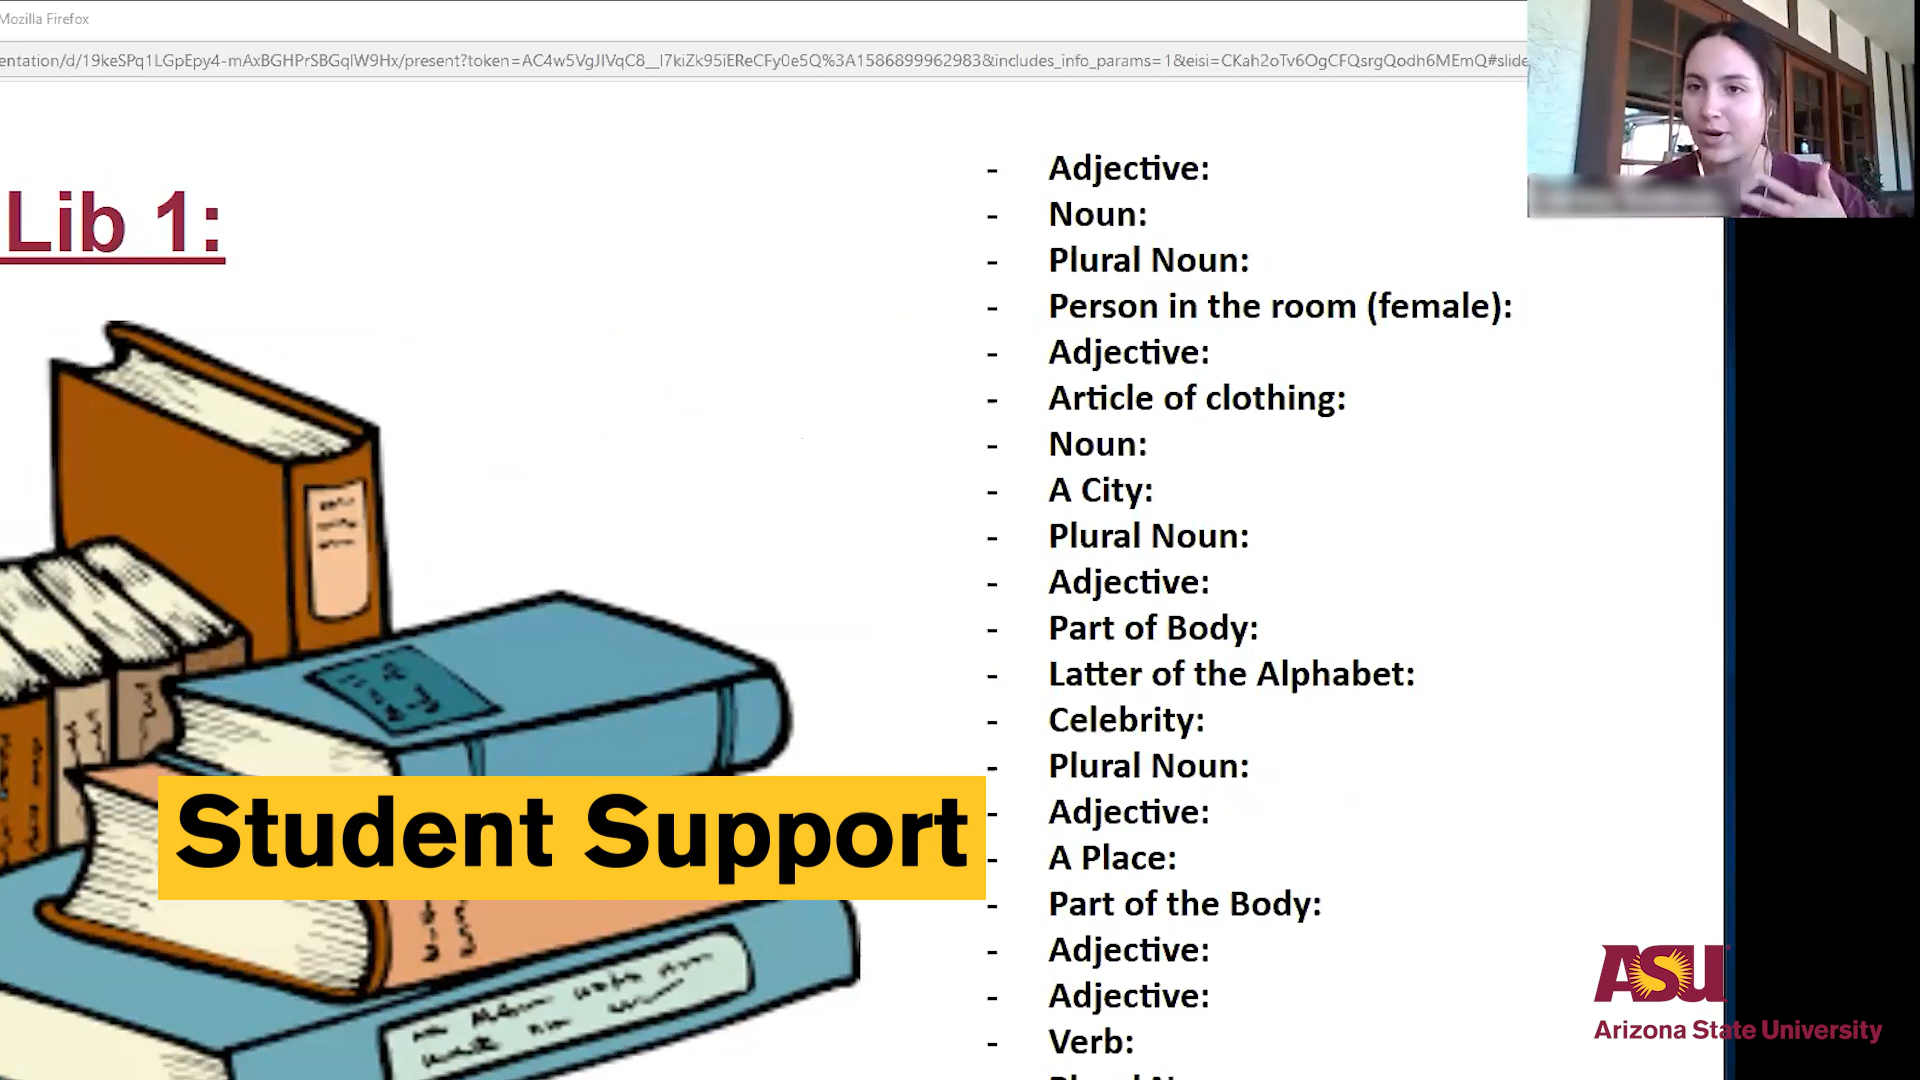 Mozilla Firefox
entation/d/19keSPq1LGpEpy4-mAxBGHPrSBGqlW9Hx/present?token=AC4w5VgJIVqC8__I7kiZk95iEReCFy0e5Q%3A1586899962983&includes_info_params=1&eisi=CKah2oTv6OgCFQsrgQodh6MEmQ#slide
Lib 1:
- Adjective:
- Noun:
- Plural Noun:
- Person in the room (female):
- Adjective:
- Article of clothing:
- Noun:
- A City:
- Plural Noun:
- Adjective:
- Part of Body:
- Latter of the Alphabet:
- Celebrity:
- Plural Noun:
- Adjective:
- A Place:
- Part of the Body:
- Adjective:
- Adjective:
- Verb:
Student Support
ASU
Arizona State University